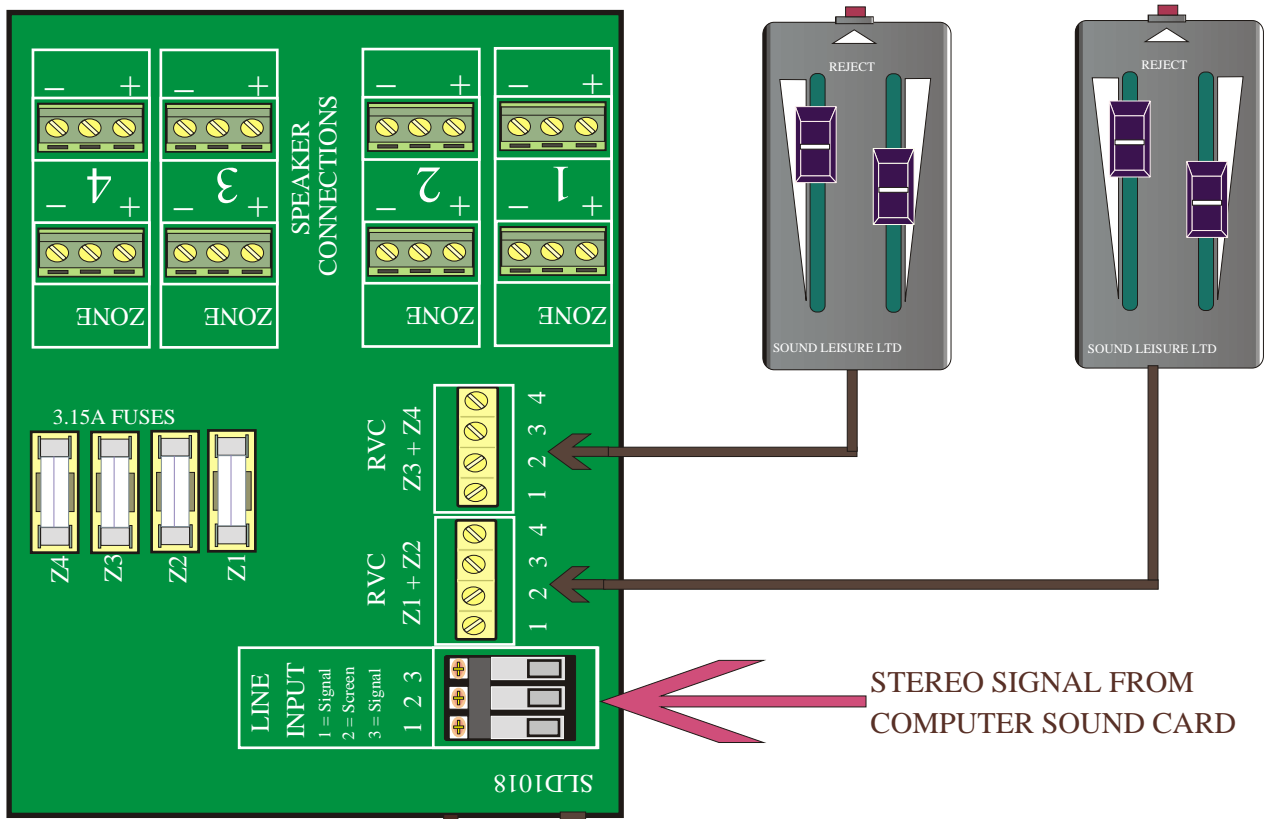 − +
− +
− +
− +
SPEAKER
CONNECTIONS
4
3
2
1
− +
− +
− +
− +
ZONE
ZONE
ZONE
ZONE
REJECT
SOUND LEISURE LTD
REJECT
SOUND LEISURE LTD
3.15A FUSES
Z4
Z3
Z2
Z1
RVC
Z3 + Z4
1 2 3 4
RVC
Z1 + Z2
1 2 3 4
LINE
INPUT
1 = Signal
2 = Screen
3 = Signal
1 2 3
STEREO SIGNAL FROM
COMPUTER SOUND CARD
SLD1018